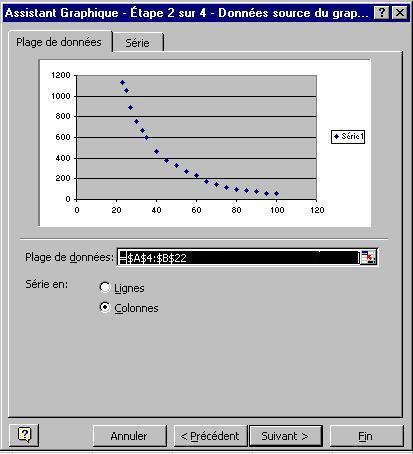 Assistant Graphique - Étape 2 sur 4 - Données source du grap... ? ×
Plage de données Série
1200
1000
800
600
400
200
0
0 20 40 60 80 100 120
Série1
Plage de données: =$A$4:$B$22
Série en: Lignes
Colonnes
? Annuler < Précédent Suivant > Fin